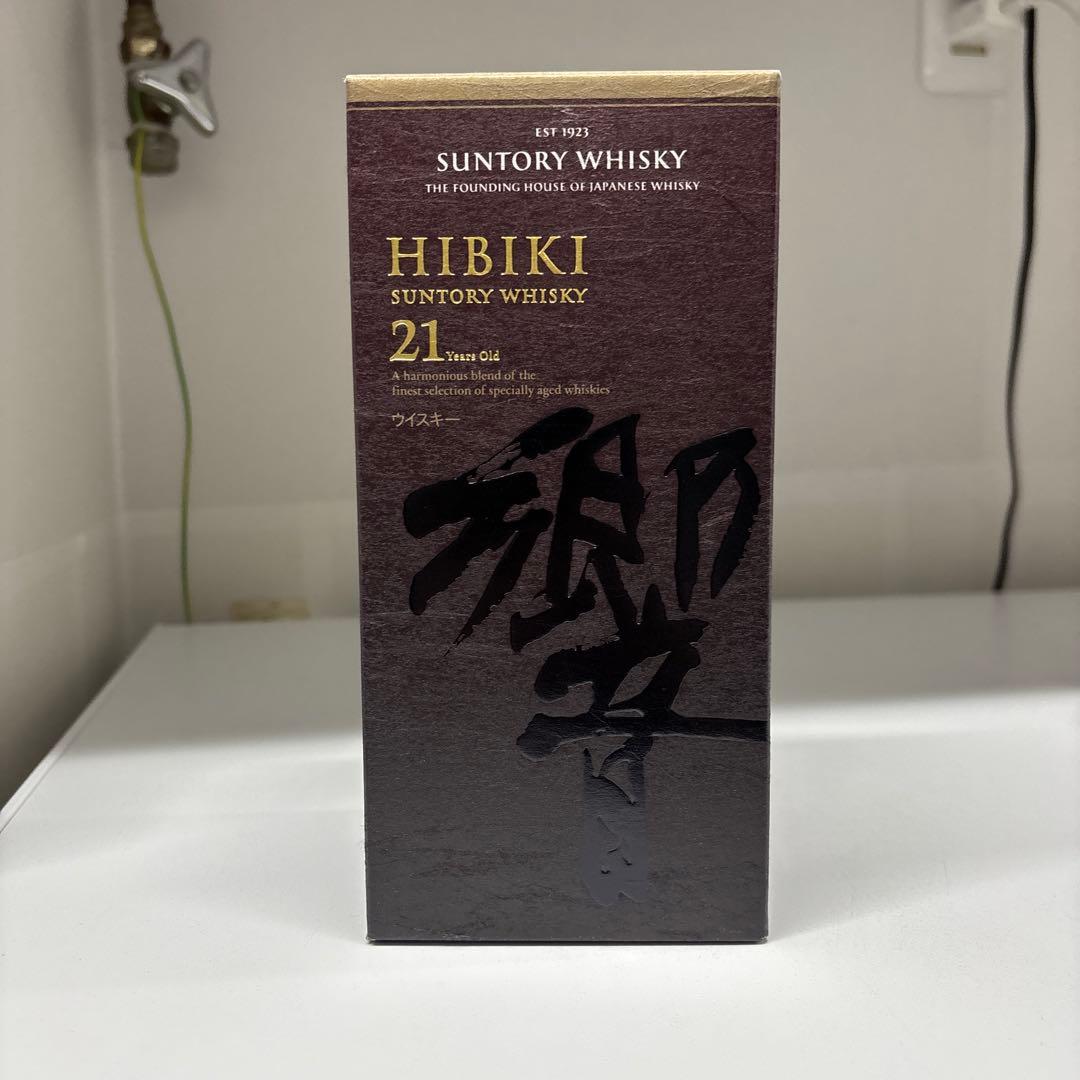 EST 1923
SUNTORY WHISKY
THE FOUNDING HOUSE OF JAPANESE WHISKY
HIBIKI
SUNTORY WHISKY
21 Years Old
A harmonious blend of the
finest selection of specially aged whiskies
ウイスキー
響